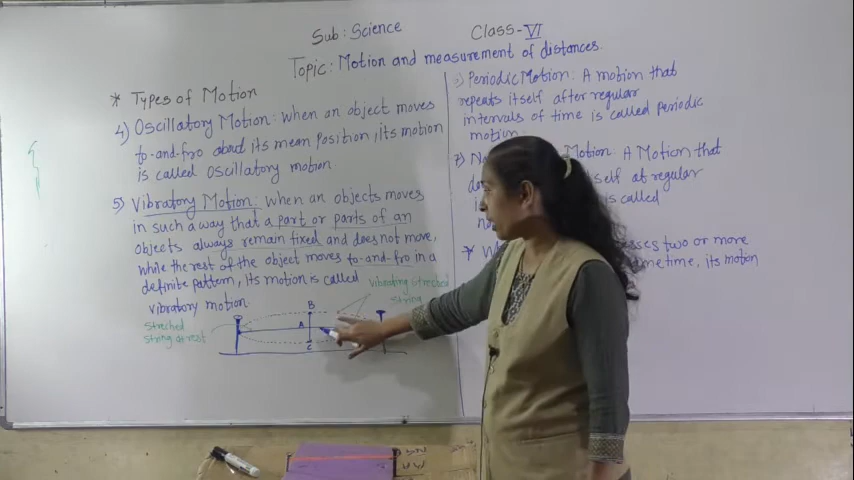 Sub: Science
Class-VI
Topic: Motion and measurement of distances.
* Types of Motion
4) Oscillatory Motion: When an object moves
to-and-fro about its mean position, its motion
is called Oscillatory motion.
5) Vibratory Motion: When an objects moves
in such a way that a part or parts of an
objects always remain fixed and does not move,
while the rest of the object moves to-and-fro in a
definite pattern, its motion is called
vibratory motion.
vibrating streched
string
B
A
C
streched
string at rest
Periodic Motion: A motion that
repeats itself after regular
intervals of time is called periodic
motion.
7) Motion A Motion that
itself at regular
is called
* two or more
time, its motion